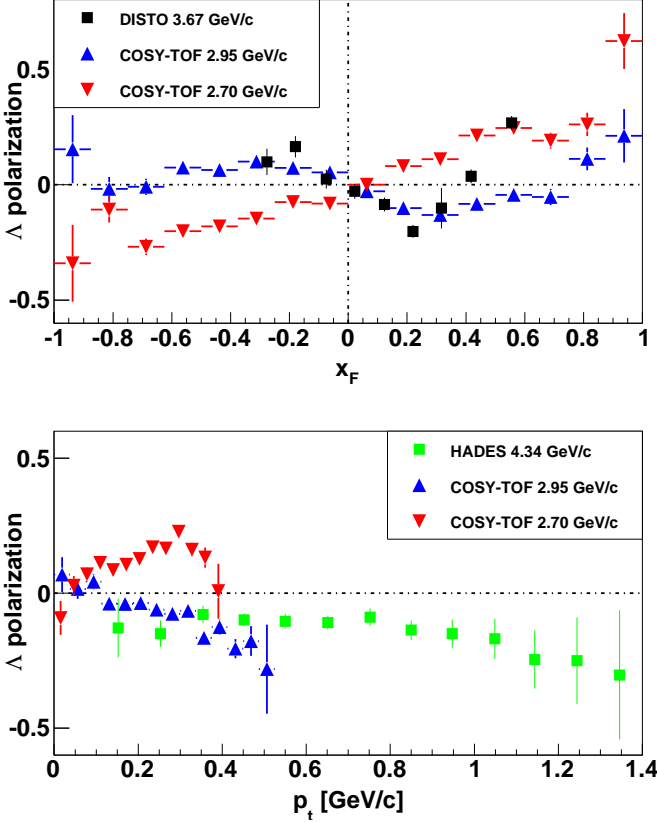 DISTO 3.67 GeV/c
COSY-TOF 2.95 GeV/c
COSY-TOF 2.70 GeV/c
Λ polarization
0.5
0
-0.5
-1 -0.8 -0.6 -0.4 -0.2 0 0.2 0.4 0.6 0.8 1
x_F
HADES 4.34 GeV/c
COSY-TOF 2.95 GeV/c
COSY-TOF 2.70 GeV/c
Λ polarization
0.5
0
-0.5
0 0.2 0.4 0.6 0.8 1 1.2 1.4
p_t [GeV/c]